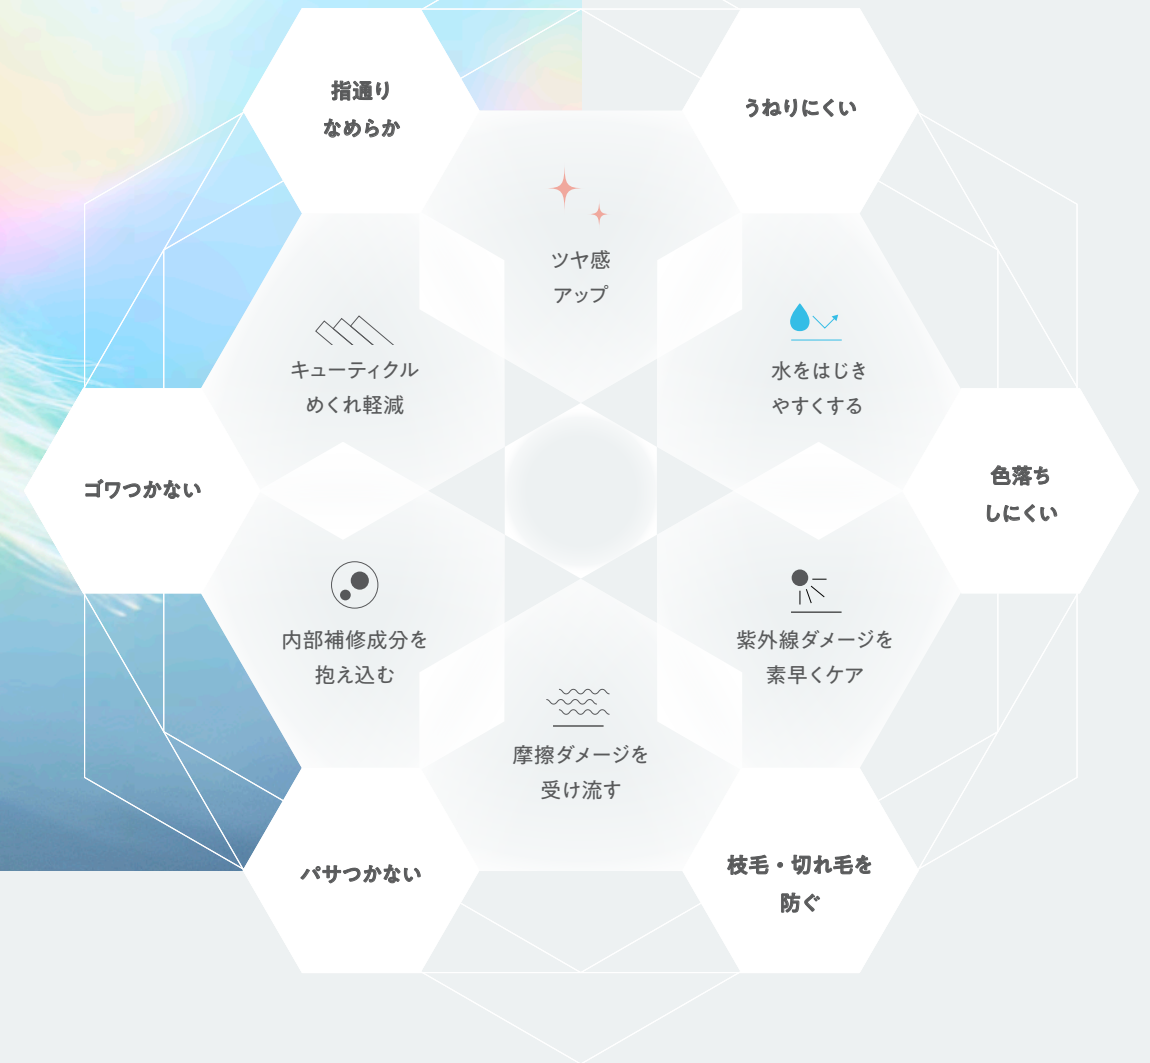 指通り
なめらか
うねりにくい
ツヤ感
アップ
キューティクル
めくれ軽減
水をはじき
やすくする
ゴワつかない
色落ち
しにくい
内部補修成分を
抱え込む
紫外線ダメージを
素早くケア
摩擦ダメージを
受け流す
パサつかない
枝毛・切れ毛を
防ぐ